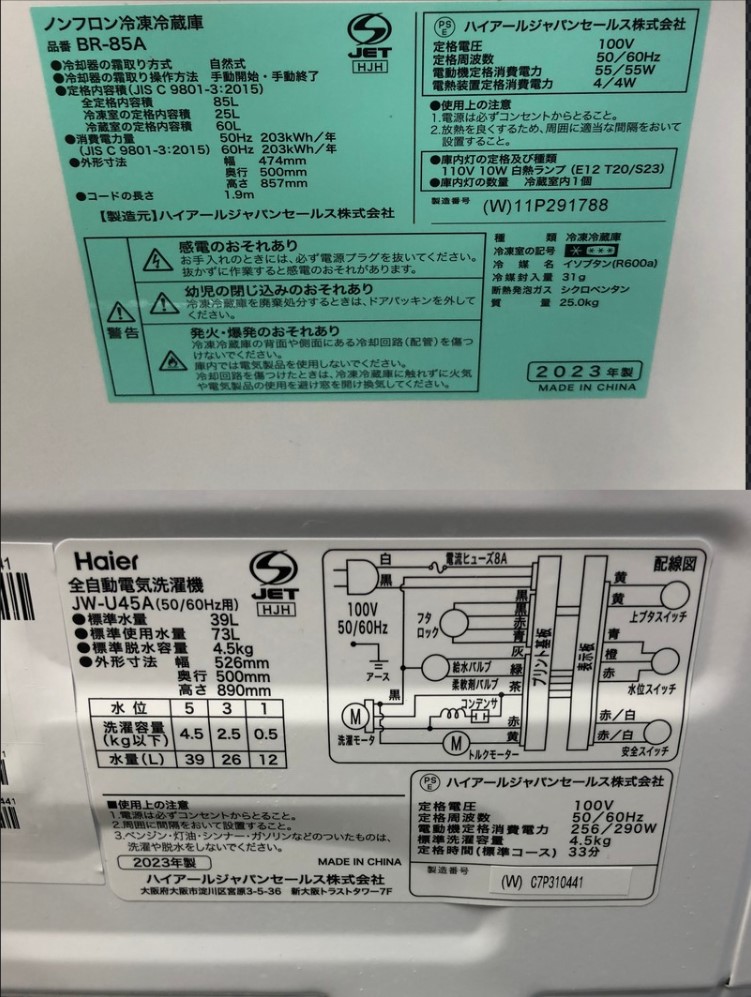 ノンフロン冷凍冷蔵庫
品番 BR-85A
●冷却器の霜取り方式 自然式
●冷却器の霜取り操作方法 手動開始・手動終了
●定格内容積(JIS C 9801-3:2015)
全定格内容積 85L
冷凍室の定格内容積 25L
冷蔵室の定格内容積 60L
●消費電力量 50Hz 203kWh/年
(JIS C 9801-3:2015) 60Hz 203kWh/年
●外形寸法 幅 474mm
奥行 500mm
高さ 857mm
●コードの長さ 1.9m
【製造元】ハイアールジャパンセールス株式会社
S
JET
HJH
PSE ハイアールジャパンセールス株式会社
定格電圧 100V
定格周波数 50/60Hz
電動機定格消費電力 55/55W
電熱装置定格消費電力 4/4W
●使用上の注意
1.電源は必ずコンセントからとること。
2.放熱を良くするため、周囲に適当な間隔をおいて
設置すること。
●庫内灯の定格及び種類
110V 10W 白熱ランプ (E12 T20/S23)
●庫内灯の数量 冷蔵室内1個
製造番号 (W)11P291788
警告
感電のおそれあり
お手入れのときには、必ず電源プラグを抜いてください。
抜かずに作業すると感電のおそれがあります。
幼児の閉じ込みのおそれあり
冷凍冷蔵庫を廃棄処分するときは、ドアパッキンを外して
ください。
発火・爆発のおそれあり
冷凍冷蔵庫の背面や側面にある冷却回路(配管)を傷つ
けないでください。
庫内では電気製品を使用しないでください。
冷却回路を傷つけたときは、冷凍冷蔵庫に触れずに火気
や電気製品の使用を避け窓を開け換気してください。
種類 冷凍冷蔵庫
冷凍室の記号 ****
冷媒名 イソブタン(R600a)
冷媒封入量 31g
断熱発泡ガス シクロペンタン
質量 25.0kg
2023年製
MADE IN CHINA
Haier
全自動電気洗濯機
JW-U45A(50/60Hz用)
●標準水量 39L
●標準使用水量 73L
●標準脱水容量 4.5kg
●外形寸法 幅 526mm
奥行 500mm
高さ 890mm
S
JET
HJH
水位 5 3 1
洗濯容量(kg以下) 4.5 2.5 0.5
水量(L) 39 26 12
■使用上の注意
1.電源は必ずコンセントからとること。
2.周囲に間隔をおいて設置すること。
3.ベンジン・灯油・シンナー・ガソリンなどのついたものは、
洗濯や脱水をしないでください。
2023年製 MADE IN CHINA
ハイアールジャパンセールス株式会社
大阪府大阪市淀川区宮原3-5-36 新大阪トラストタワー7F
配線図
白
黒
電流ヒューズ8A
100V
50/60Hz
アース
フタ
ロック
黒
黒
赤
青
灰
給水バルブ
緑
柔軟剤バルブ
茶
黒
コンデンサ
赤
黄
M
洗濯モータ
M
トルクモーター
プリント基板
表示板
黄
黄
上ブタスイッチ
青
橙
赤
水位スイッチ
赤/白
赤/白
安全スイッチ
PSE ハイアールジャパンセールス株式会社
定格電圧 100V
定格周波数 50/60Hz
電動機定格消費電力 256/290W
標準洗濯容量 4.5kg
定格時間(標準コース) 33分
製造番号 (W) C7P310441
41
1
441